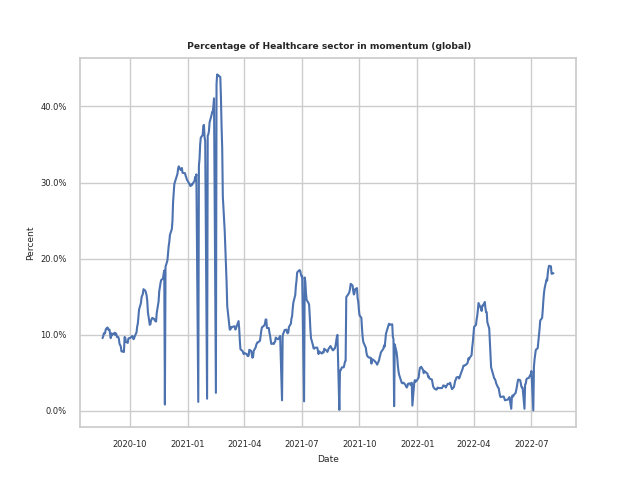 Percentage of Healthcare sector in momentum (global)
40.0%
30.0%
20.0%
10.0%
0.0%
Percent
2020-10 2021-01 2021-04 2021-07 2021-10 2022-01 2022-04 2022-07
Date